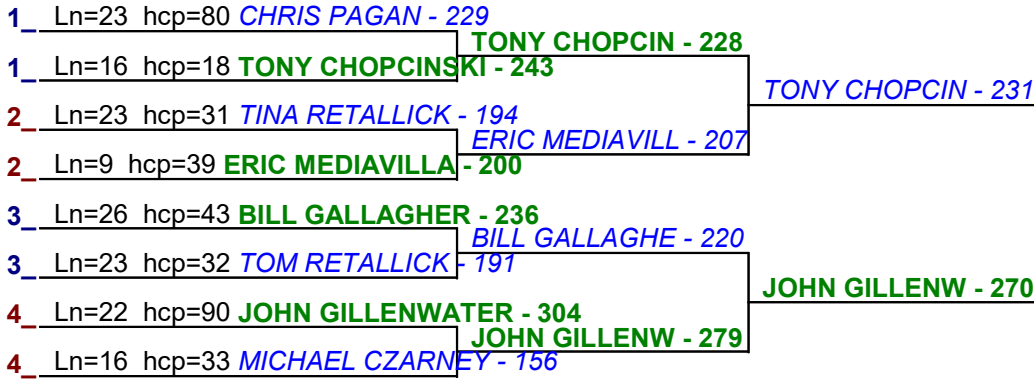 1_ Ln=23 hcp=80 CHRIS PAGAN - 229
TONY CHOPCIN - 228
1_ Ln=16 hcp=18 TONY CHOPCINSKI - 243
TONY CHOPCIN - 231
2_ Ln=23 hcp=31 TINA RETALLICK - 194
ERIC MEDIAVILL - 207
2_ Ln=9 hcp=39 ERIC MEDIAVILLA - 200
3_ Ln=26 hcp=43 BILL GALLAGHER - 236
BILL GALLAGHE - 220
3_ Ln=23 hcp=32 TOM RETALLICK - 191
JOHN GILLENW - 270
4_ Ln=22 hcp=90 JOHN GILLENWATER - 304
JOHN GILLENW - 279
4_ Ln=16 hcp=33 MICHAEL CZARNEY - 156